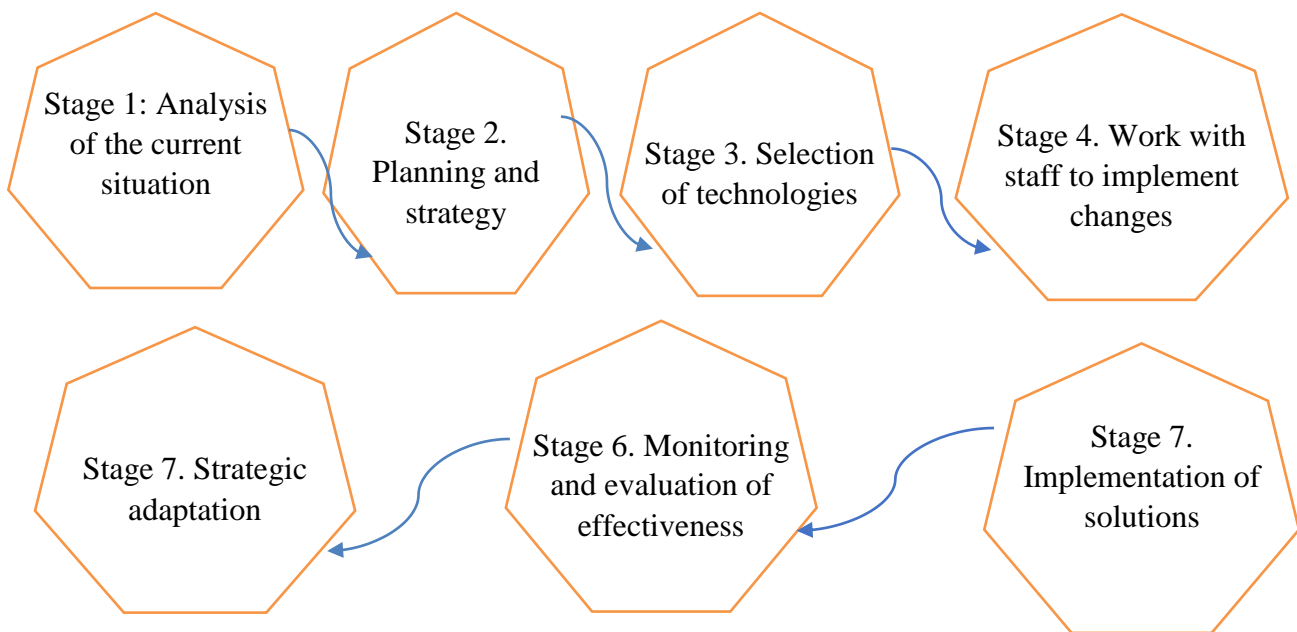 Stage 1: Analysis
of the current
situation
Stage 2.
Planning and
strategy
Stage 3. Selection
of technologies
Stage 4. Work with
staff to implement
changes
Stage 7. Strategic
adaptation
Stage 6. Monitoring
and evaluation of
effectiveness
Stage 7.
Implementation of
solutions